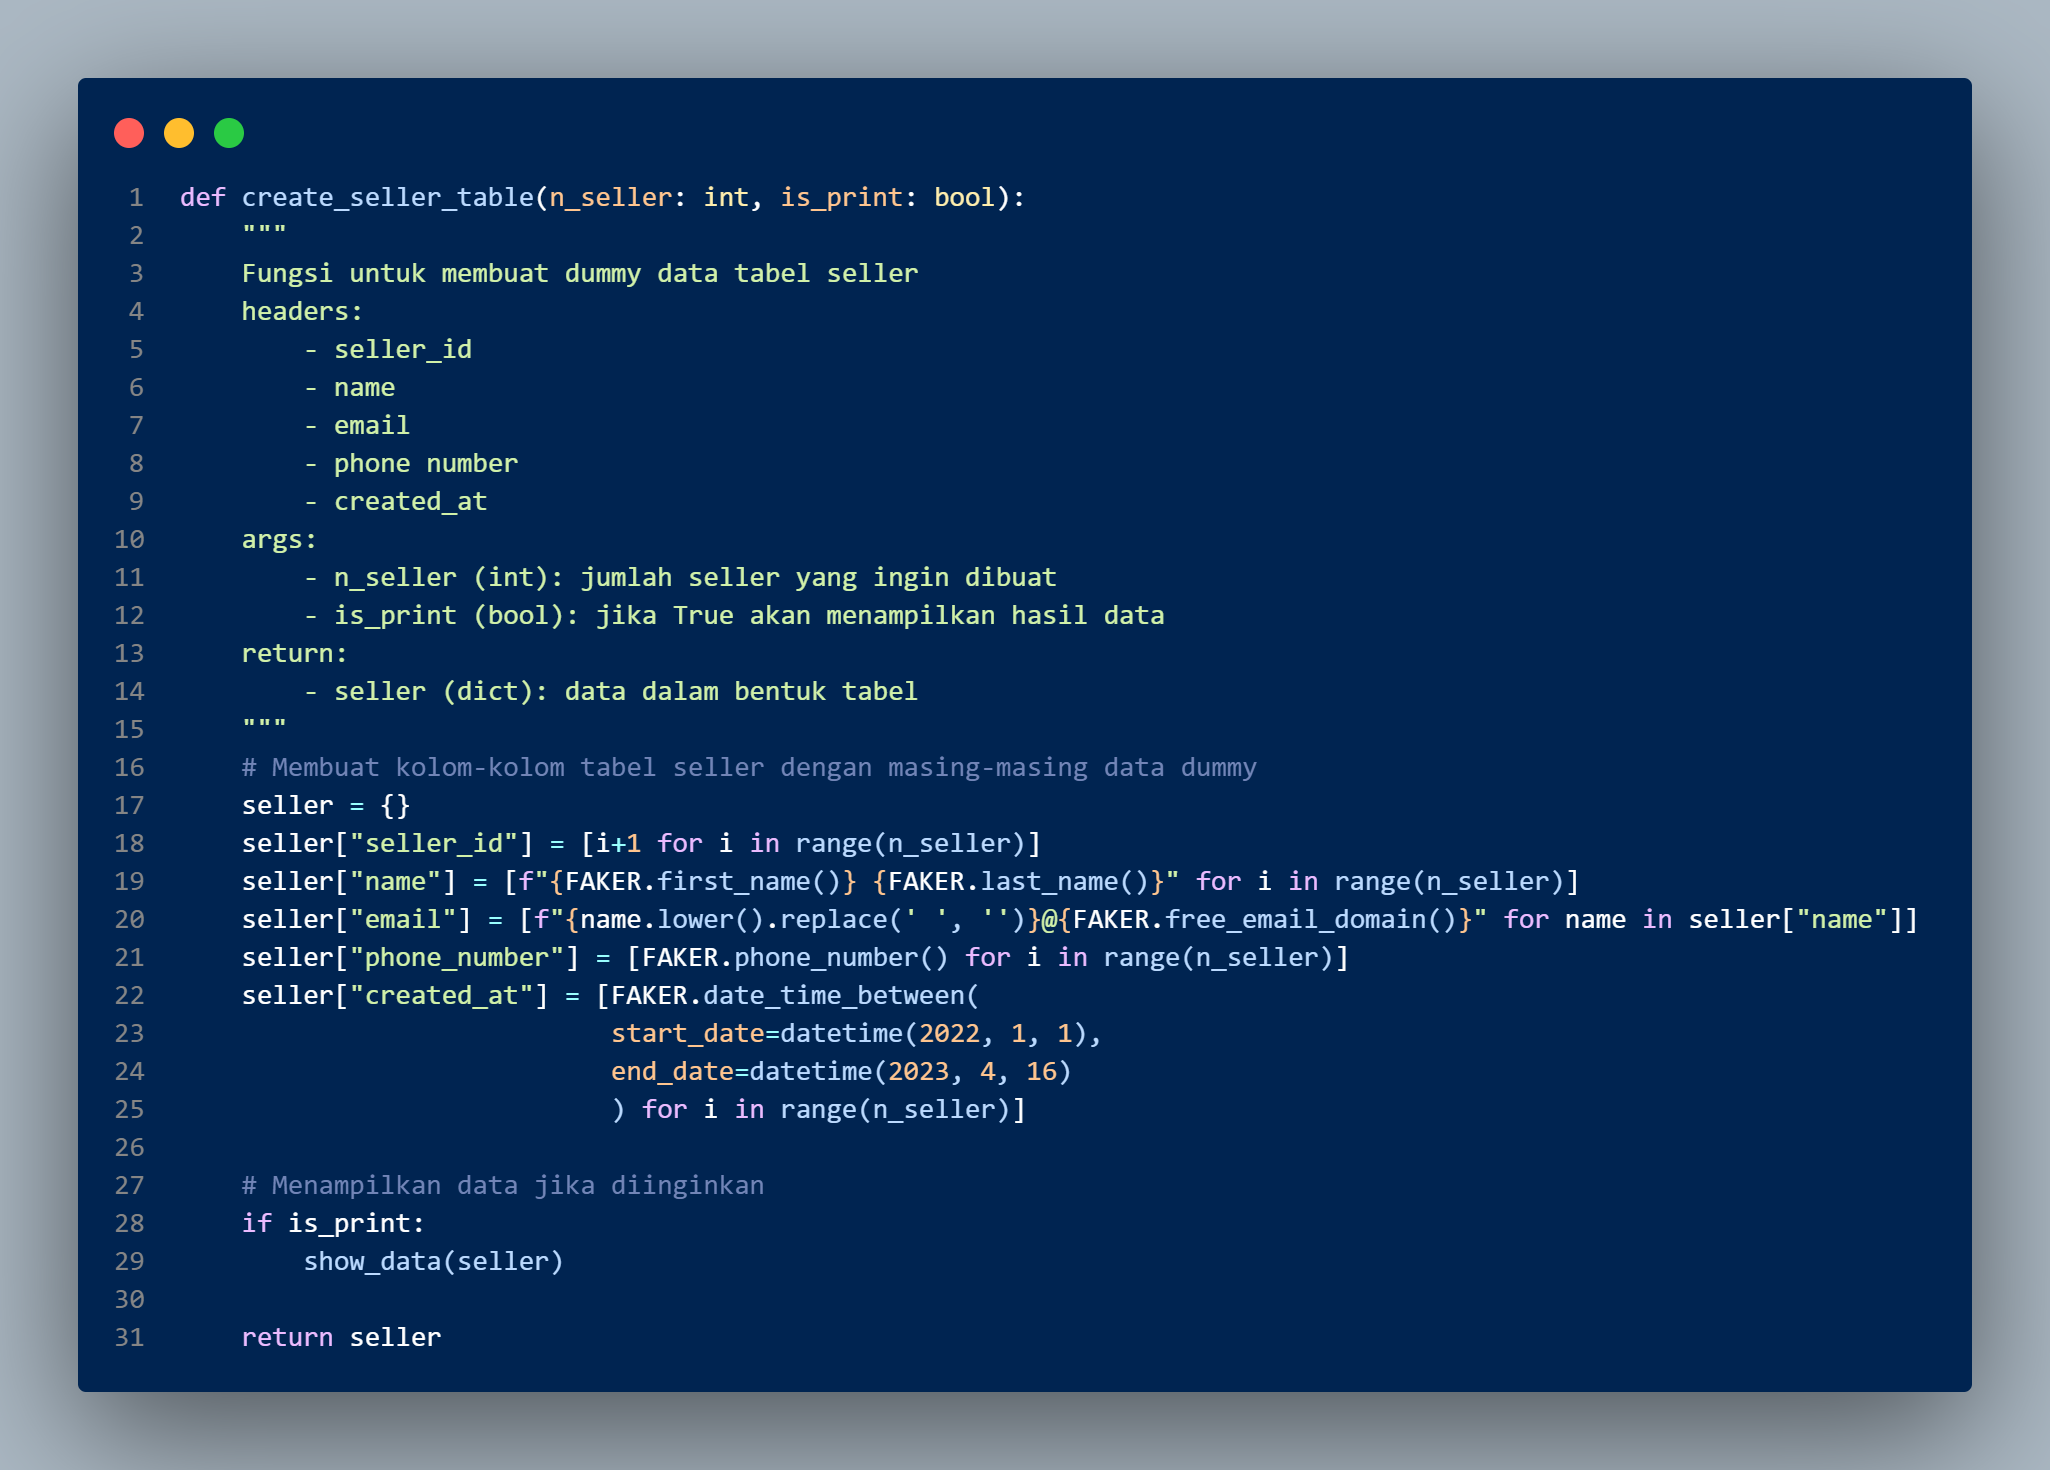 1 def create_seller_table(n_seller: int, is_print: bool):
2     """
3     Fungsi untuk membuat dummy data tabel seller
4     headers:
5         - seller_id
6         - name
7         - email
8         - phone number
9         - created_at
10     args:
11         - n_seller (int): jumlah seller yang ingin dibuat
12         - is_print (bool): jika True akan menampilkan hasil data
13     return:
14         - seller (dict): data dalam bentuk tabel
15     """
16     # Membuat kolom-kolom tabel seller dengan masing-masing data dummy
17     seller = {}
18     seller["seller_id"] = [i+1 for i in range(n_seller)]
19     seller["name"] = [f"{FAKER.first_name()} {FAKER.last_name()}" for i in range(n_seller)]
20     seller["email"] = [f"{name.lower().replace(' ', '')}@{FAKER.free_email_domain()}" for name in seller["name"]]
21     seller["phone_number"] = [FAKER.phone_number() for i in range(n_seller)]
22     seller["created_at"] = [FAKER.date_time_between(
23                             start_date=datetime(2022, 1, 1),
24                             end_date=datetime(2023, 4, 16)
25                             ) for i in range(n_seller)]
26
27     # Menampilkan data jika diinginkan
28     if is_print:
29         show_data(seller)
30
31     return seller